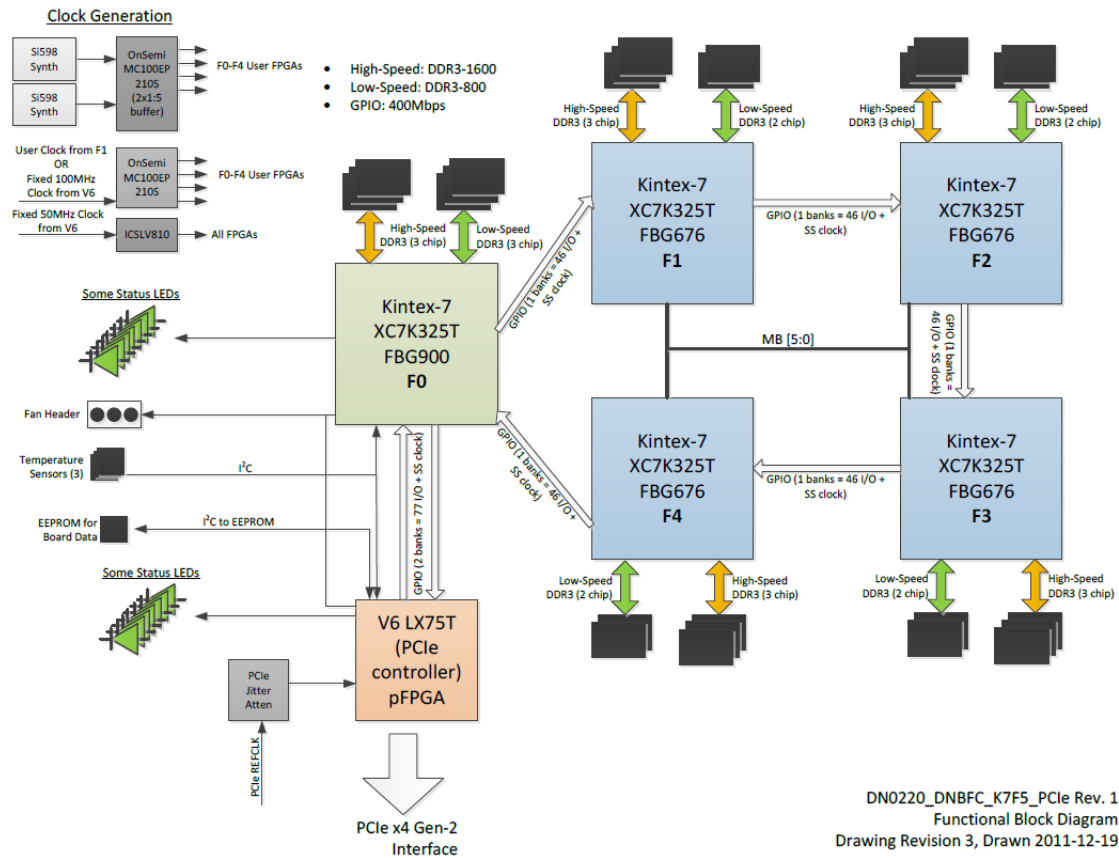 Clock Generation
Si598
Synth
Si598
Synth
OnSemi
MC100EP
210S
(2x1:5
buffer)
F0-F4 User FPGAs
• High-Speed: DDR3-1600
• Low-Speed: DDR3-800
• GPIO: 400Mbps
User Clock from F1
OR
Fixed 100MHz
Clock from V6
OnSemi
MC100EP
210S
F0-F4 User FPGAs
Fixed 50MHz Clock
from V6
ICSLV810
All FPGAs
High-Speed
DDR3 (3 chip)
Low-Speed
DDR3 (2 chip)
High-Speed
DDR3 (3 chip)
Low-Speed
DDR3 (2 chip)
High-Speed
DDR3 (3 chip)
Low-Speed
DDR3 (3 chip)
Kintex-7
XC7K325T
FBG676
F1
GPIO (1 banks = 46 I/O +
SS clock)
Kintex-7
XC7K325T
FBG676
F2
GPIO (1 banks = 46 I/O +
SS clock)
Kintex-7
XC7K325T
FBG900
F0
MB [5:0]
GPIO (1 banks =
46 I/O + SS clock)
Some Status LEDs
Fan Header
Temperature
Sensors (3)
I²C
EEPROM for
Board Data
I²C to EEPROM
GPIO (2 banks = 77 I/O + SS clock)
GPIO (1 banks = 46 I/O +
SS clock)
Kintex-7
XC7K325T
FBG676
F4
GPIO (1 banks = 46 I/O +
SS clock)
Kintex-7
XC7K325T
FBG676
F3
Low-Speed
DDR3 (2 chip)
High-Speed
DDR3 (3 chip)
Low-Speed
DDR3 (2 chip)
High-Speed
DDR3 (3 chip)
Some Status LEDs
V6 LX75T
(PCIe
controller)
pFPGA
PCIe
Jitter
Atten
PCIe REFCLK
PCIe x4 Gen-2
Interface
DN0220_DNBFC_K7F5_PCIe Rev. 1
Functional Block Diagram
Drawing Revision 3, Drawn 2011-12-19